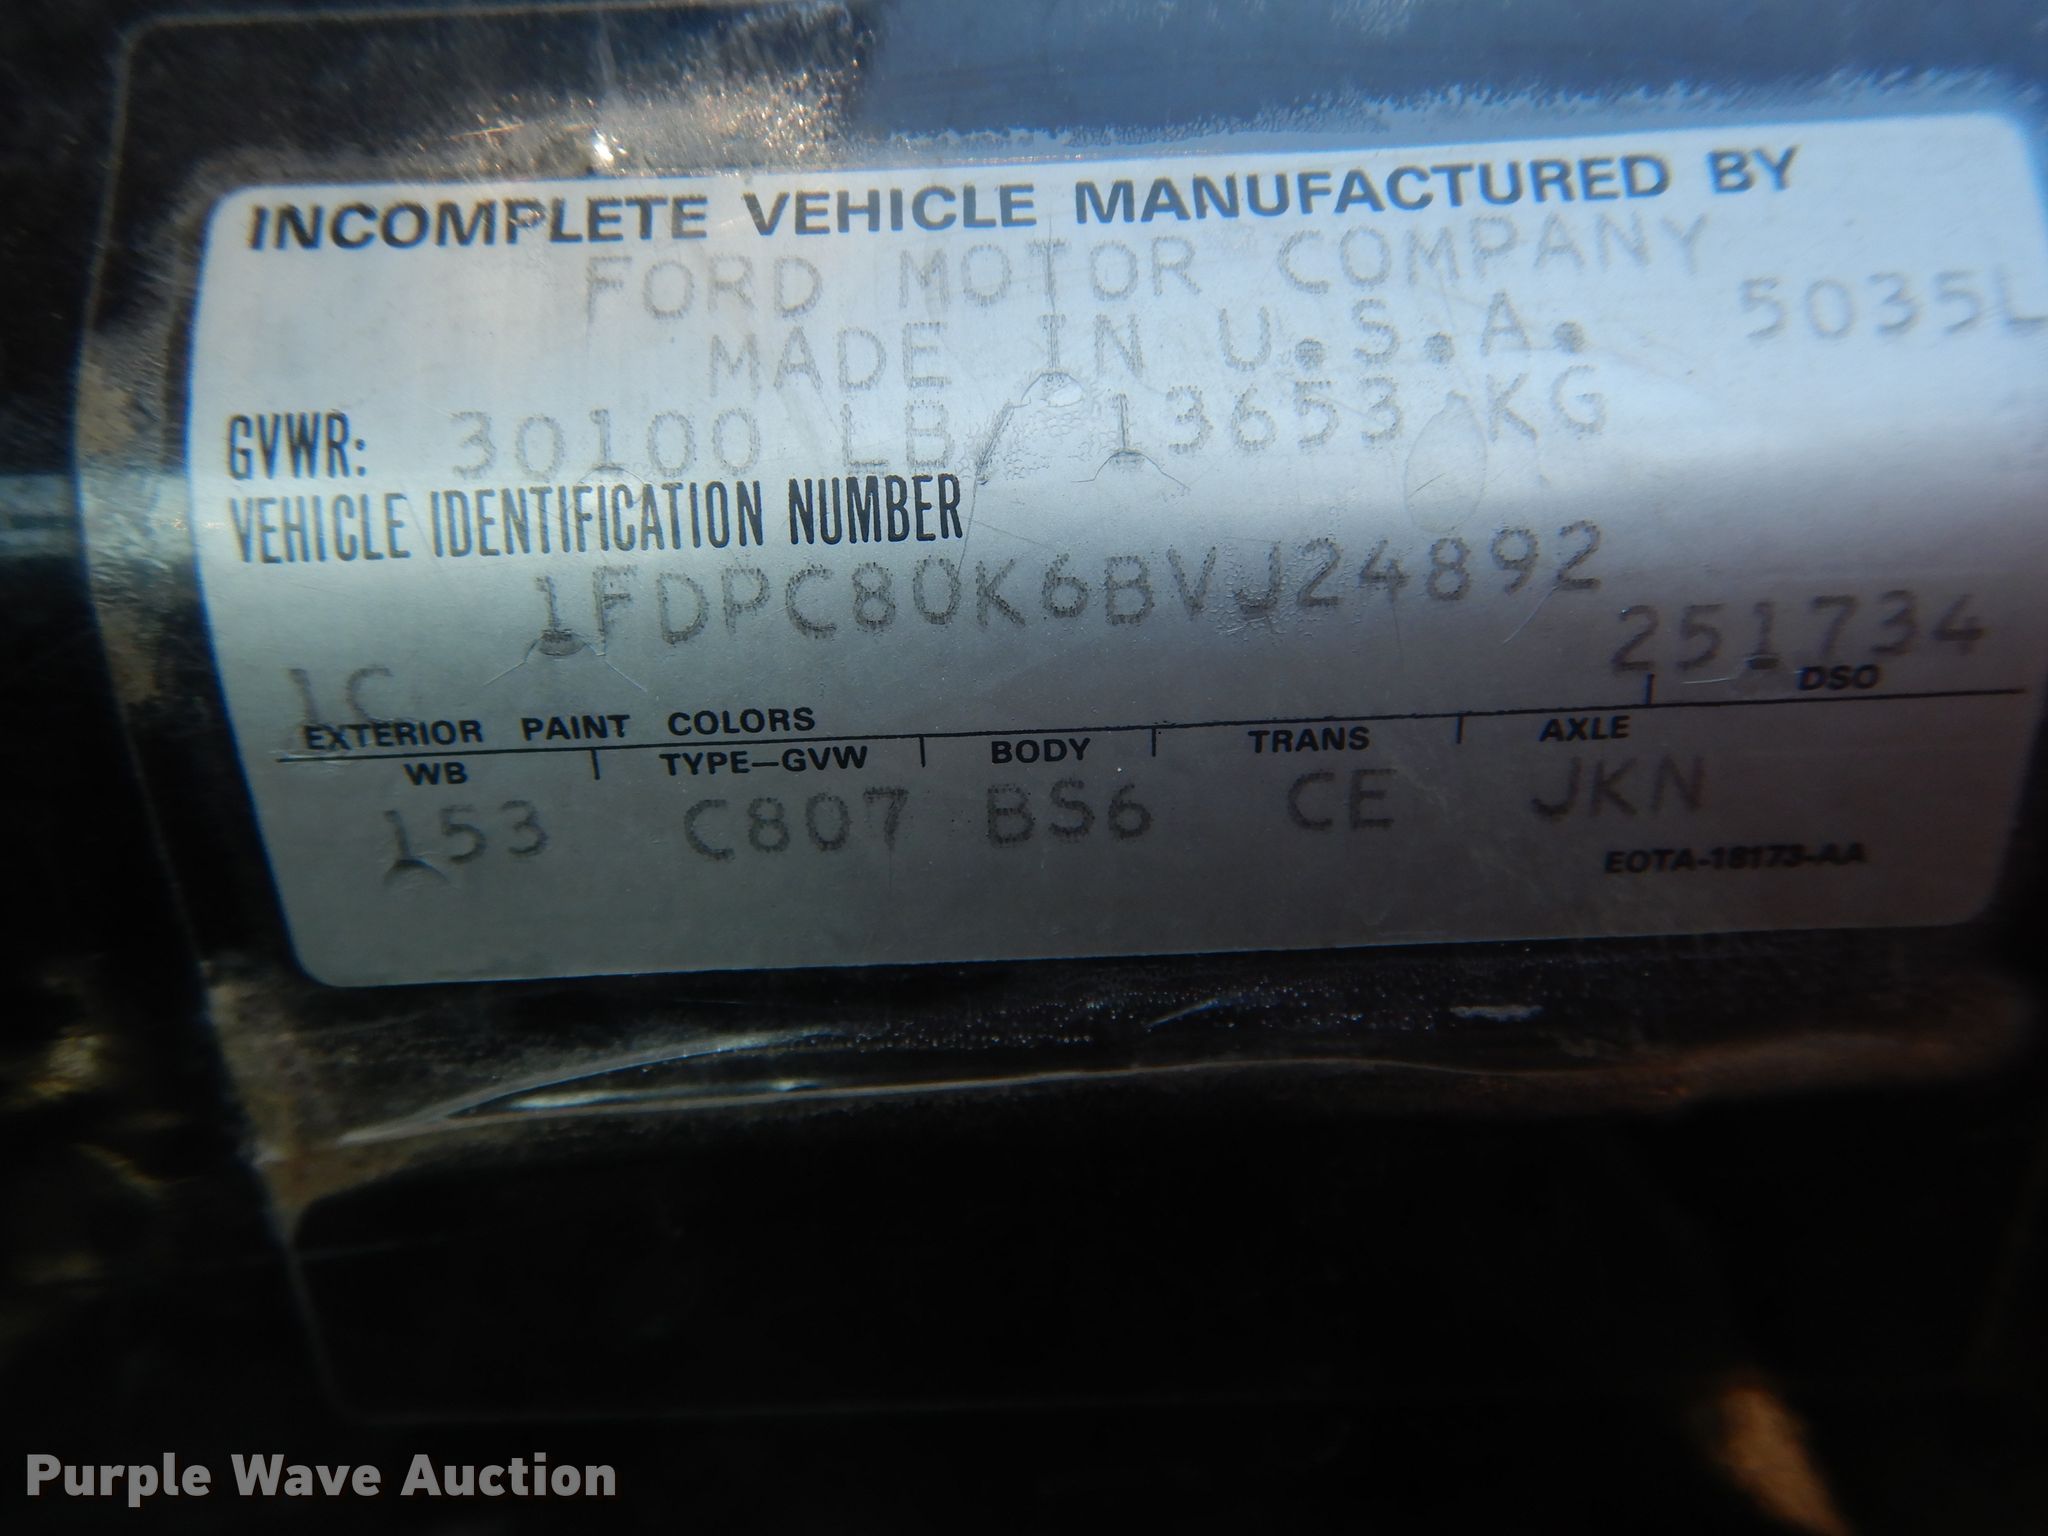 INCOMPLETE VEHICLE MANUFACTURED BY
FORD MOTOR COMPANY
MADE IN U.S.A. 5035L
GVWR: 30100 LB/ 13653 KG
VEHICLE IDENTIFICATION NUMBER
1FDPC80K6BVJ24892
1C 251734
EXTERIOR PAINT COLORS DSO
WB TYPE-GVW BODY TRANS AXLE
153 C807 BS6 CE JKN
EOTA-18173-AA
Purple Wave Auction